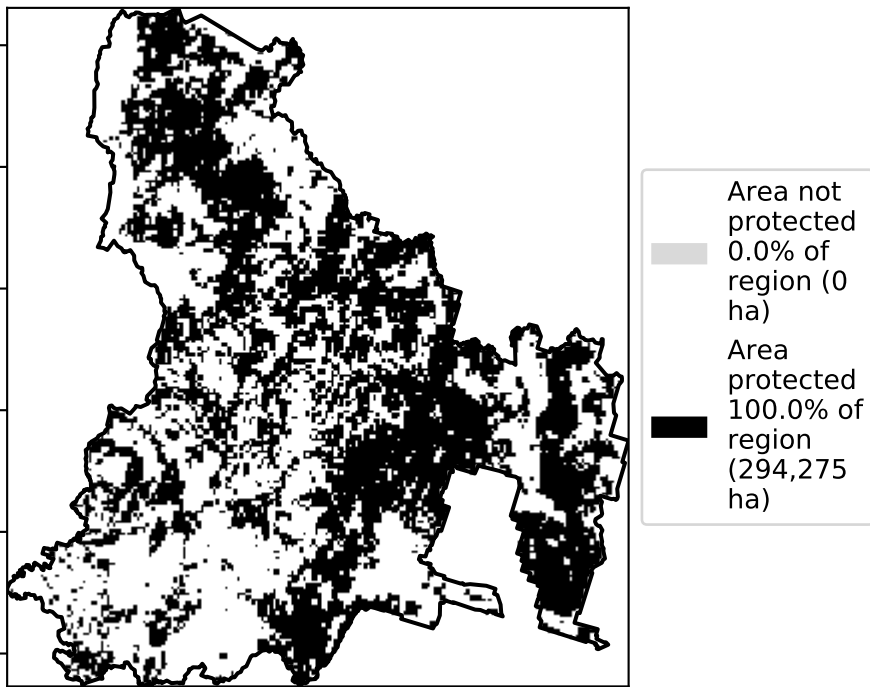 Area not
protected
0.0% of
region (0
ha)
Area
protected
100.0% of
region
(294,275
ha)